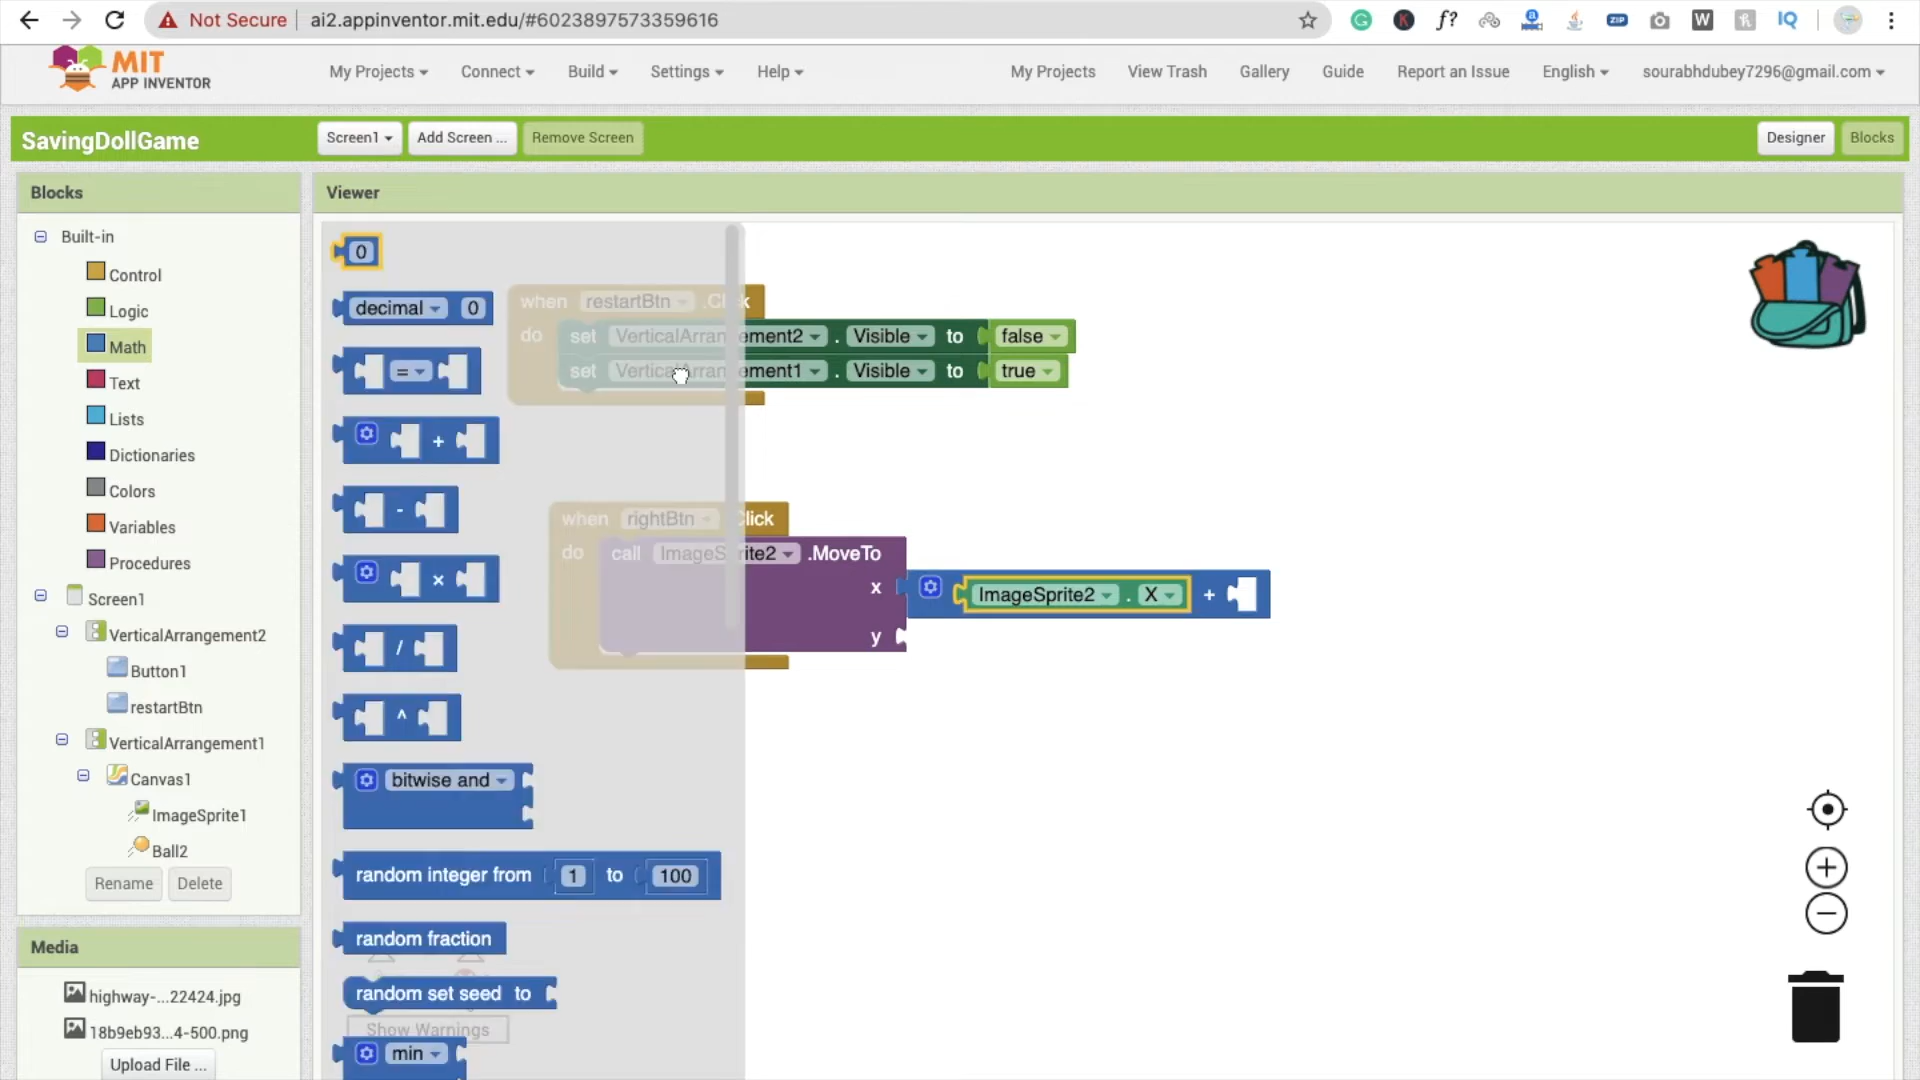 Not Secure ai2.appinventor.mit.edu/#6023897573359616
MIT
APP INVENTOR
My Projects Connect Build Settings Help My Projects View Trash Gallery Guide Report an Issue English sourabhdubey7296@gmail.com
SavingDollGame Screen1 Add Screen ... Remove Screen Designer Blocks
Blocks
Viewer
Built-in
Control
Logic
Math
Text
Lists
Dictionaries
Colors
Variables
Procedures
Screen1
VerticalArrangement2
Button1
restartBtn
VerticalArrangement1
Canvas1
ImageSprite1
Ball2
Rename Delete
Media
highway-...22424.jpg
18b9eb93...4-500.png
Upload File ...
0
decimal 0
=
+
-
×
/
^
bitwise and
random integer from 1 to 100
random fraction
random set seed to
Show Warnings
min
when restartBtn .Click
do set VerticalArrangement2 . Visible to false
set VerticalArrangement1 . Visible to true
when rightBtn .Click
do call ImageSprite2 .MoveTo
x ImageSprite2 . X +
y